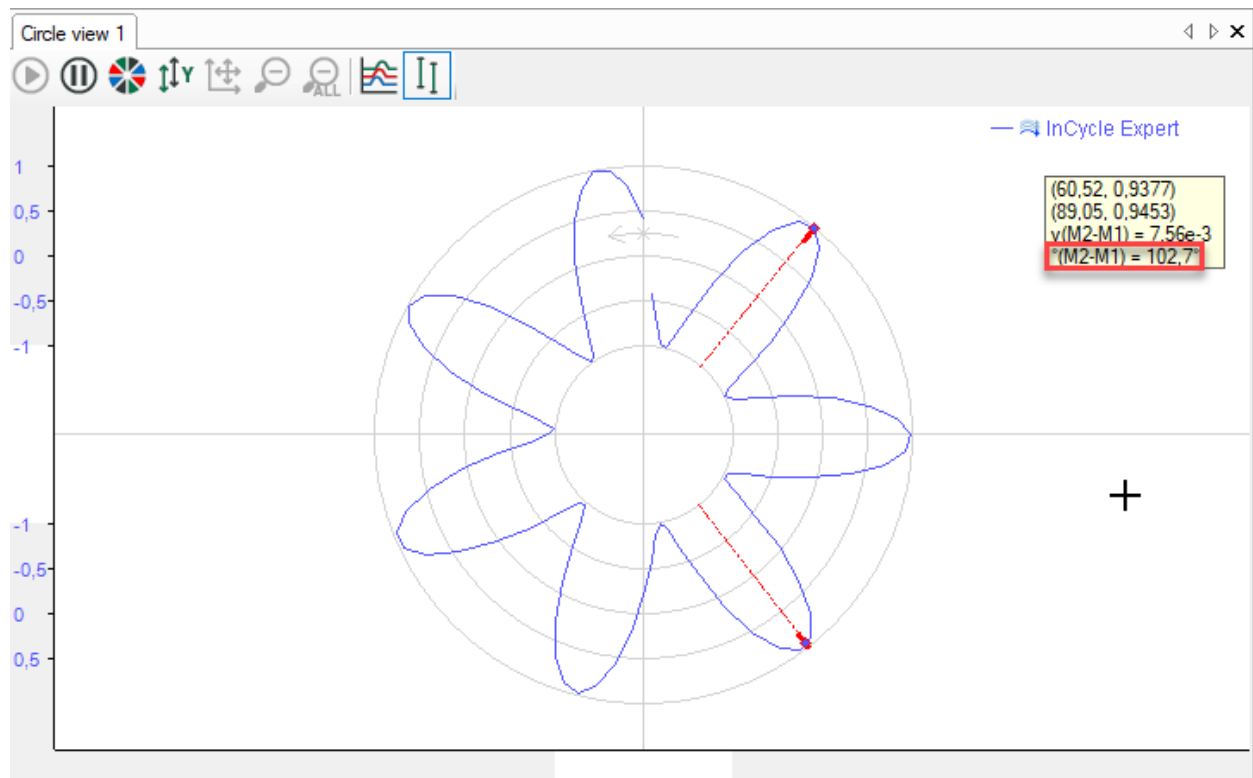 Circle view 1
Y
ALL
InCycle Expert
1
0,5
0
-0,5
-1
(60,52, 0,9377)
(89,05, 0,9453)
v(M2-M1) = 7,56e-3
°(M2-M1) = 102,7°
-1
-0,5
0
0,5